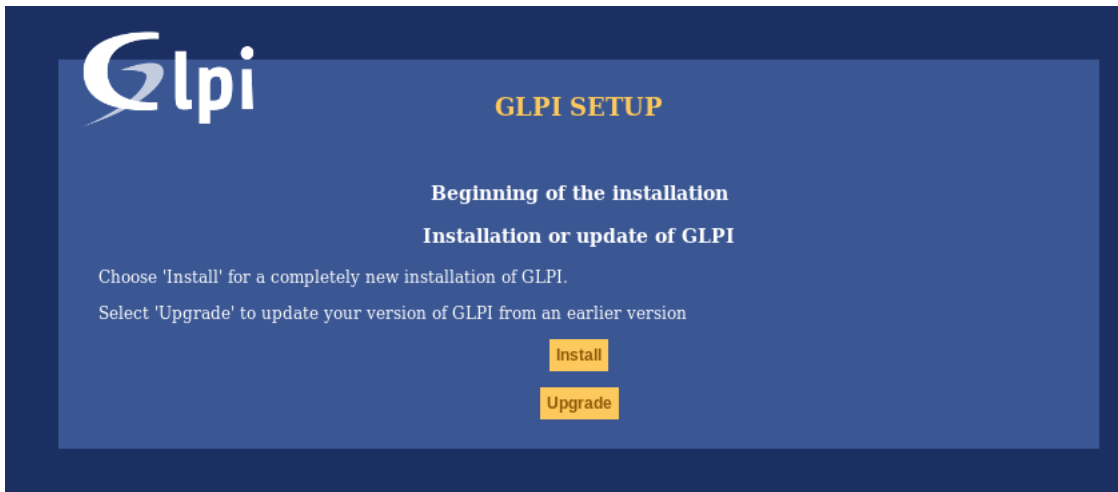 Glpi
GLPI SETUP
Beginning of the installation
Installation or update of GLPI
Choose 'Install' for a completely new installation of GLPI.
Select 'Upgrade' to update your version of GLPI from an earlier version
Install
Upgrade